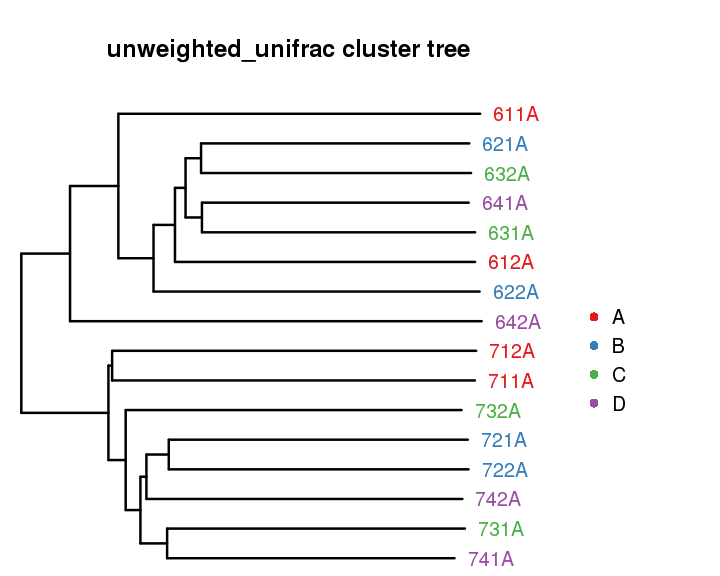 unweighted_unifrac cluster tree
611A
621A
632A
641A
631A
612A
622A
642A
712A
711A
732A
721A
722A
742A
731A
741A
A
B
C
D